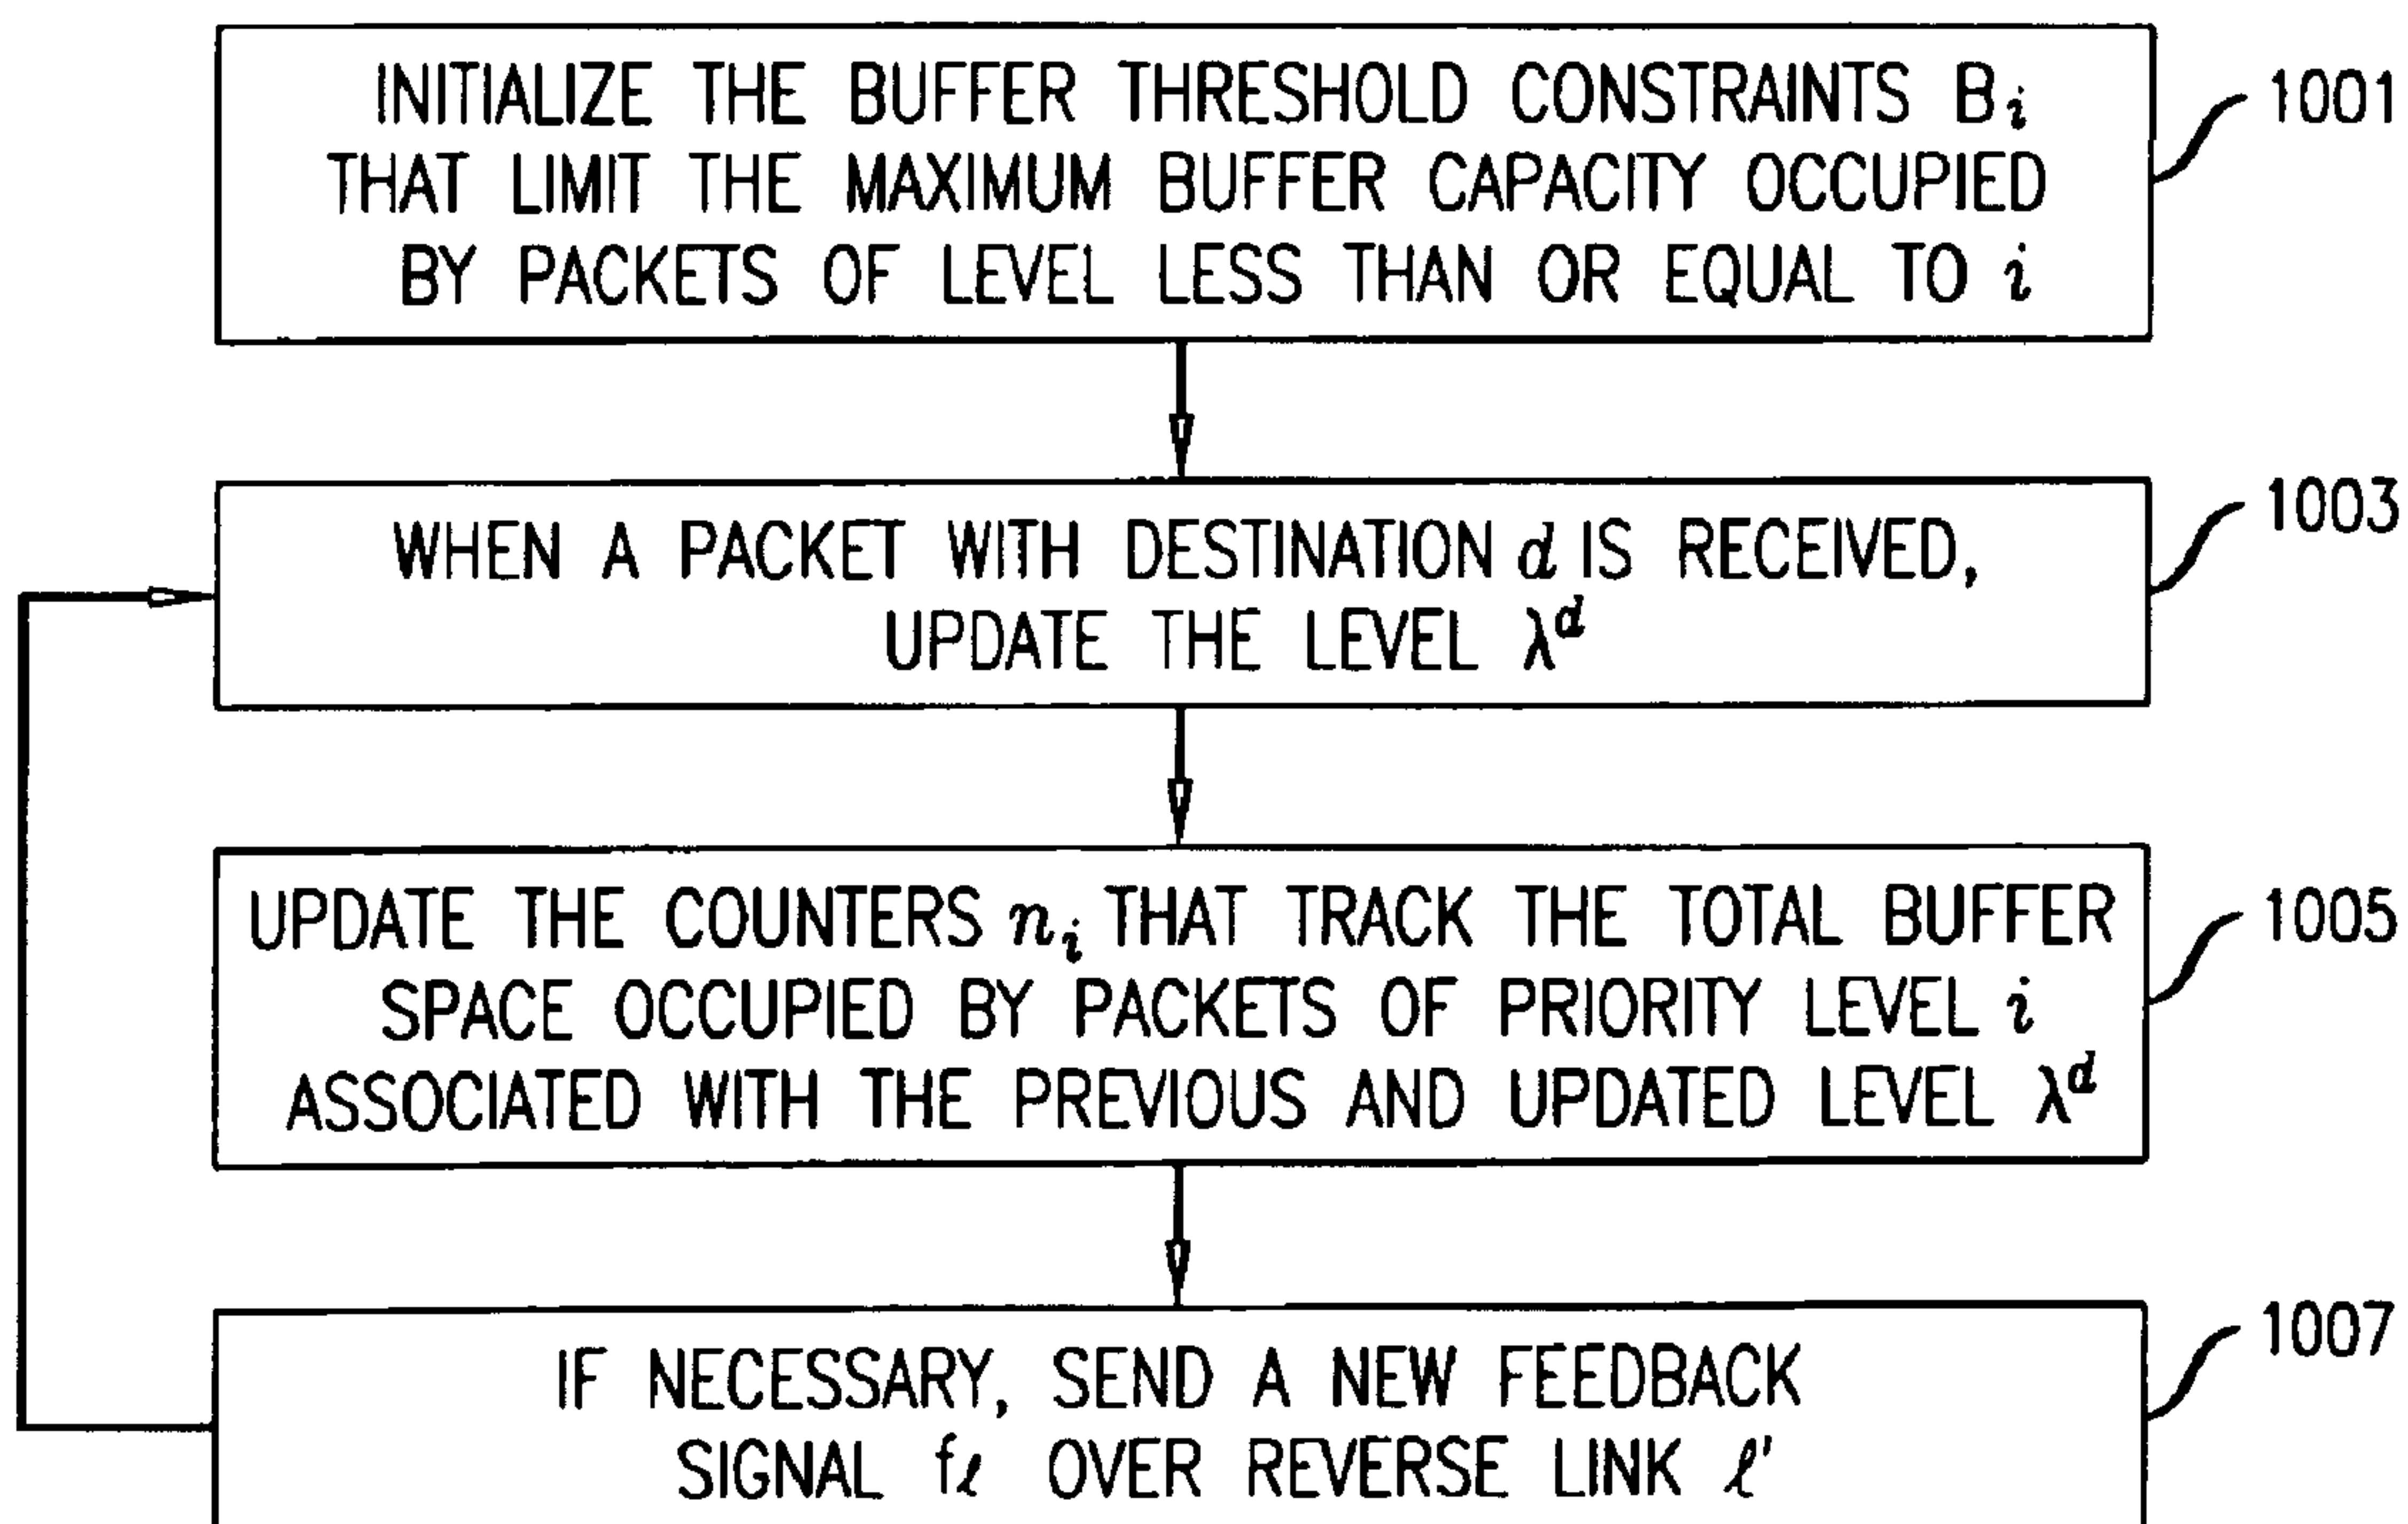 INITIALIZE THE BUFFER THRESHOLD CONSTRAINTS Bᵢ
THAT LIMIT THE MAXIMUM BUFFER CAPACITY OCCUPIED
BY PACKETS OF LEVEL LESS THAN OR EQUAL TO i
1001
WHEN A PACKET WITH DESTINATION d IS RECEIVED,
UPDATE THE LEVEL λᵈ
1003
UPDATE THE COUNTERS nᵢ THAT TRACK THE TOTAL BUFFER
SPACE OCCUPIED BY PACKETS OF PRIORITY LEVEL i
ASSOCIATED WITH THE PREVIOUS AND UPDATED LEVEL λᵈ
1005
IF NECESSARY, SEND A NEW FEEDBACK
SIGNAL fℓ OVER REVERSE LINK ℓ'
1007